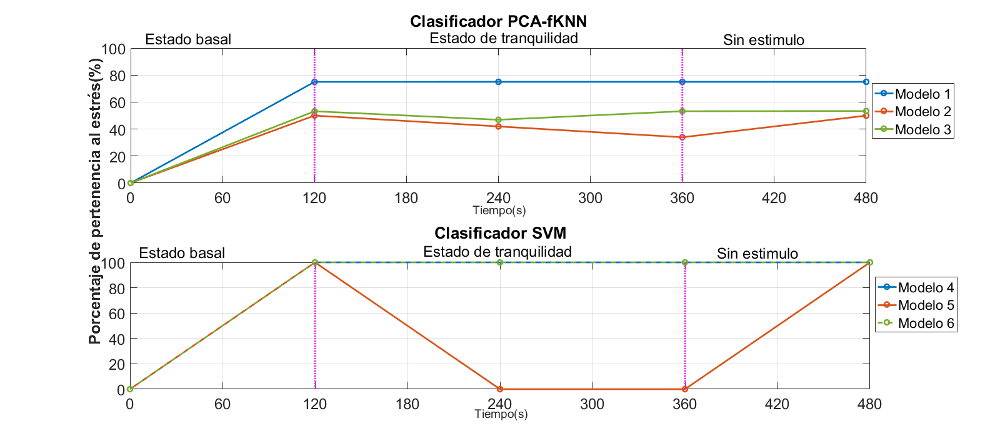 Clasificador PCA-fKNN
Estado basal
Estado de tranquilidad
Sin estimulo
Porcentaje de pertenencia al estrés(%)
100
80
60
40
20
0
0 60 120 180 240 300 360 420 480
Tiempo(s)
Modelo 1
Modelo 2
Modelo 3
Clasificador SVM
Estado basal
Estado de tranquilidad
Sin estimulo
100
80
60
40
20
0
0 60 120 180 240 300 360 420 480
Tiempo(s)
Modelo 4
Modelo 5
Modelo 6